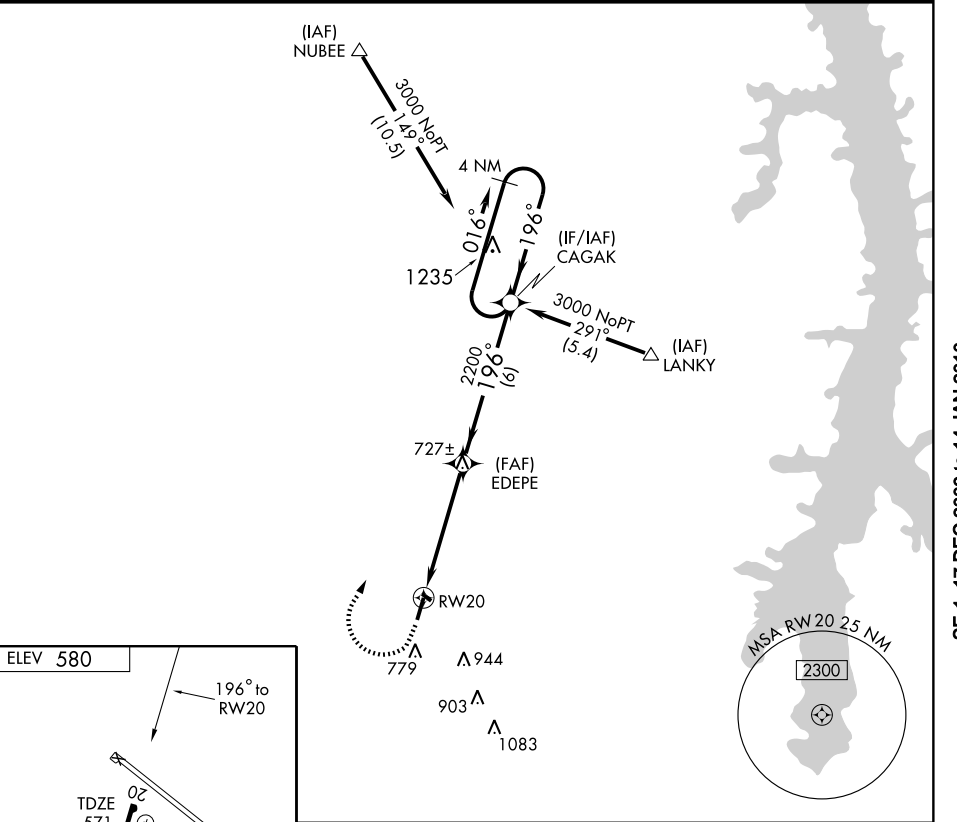 (IAF)
NUBEE
3000 NoPT
149°
(10.5)
4 NM
016°
196°
(IF/IAF)
CAGAK
1235
3000 NoPT
291°
(5.4)
(IAF)
LANKY
2200
196°
(6)
727±
(FAF)
EDEPE
RW20
779
944
903
1083
MSA RW20 25 NM
2300
ELEV 580
196° to
RW20
20
TDZE
571